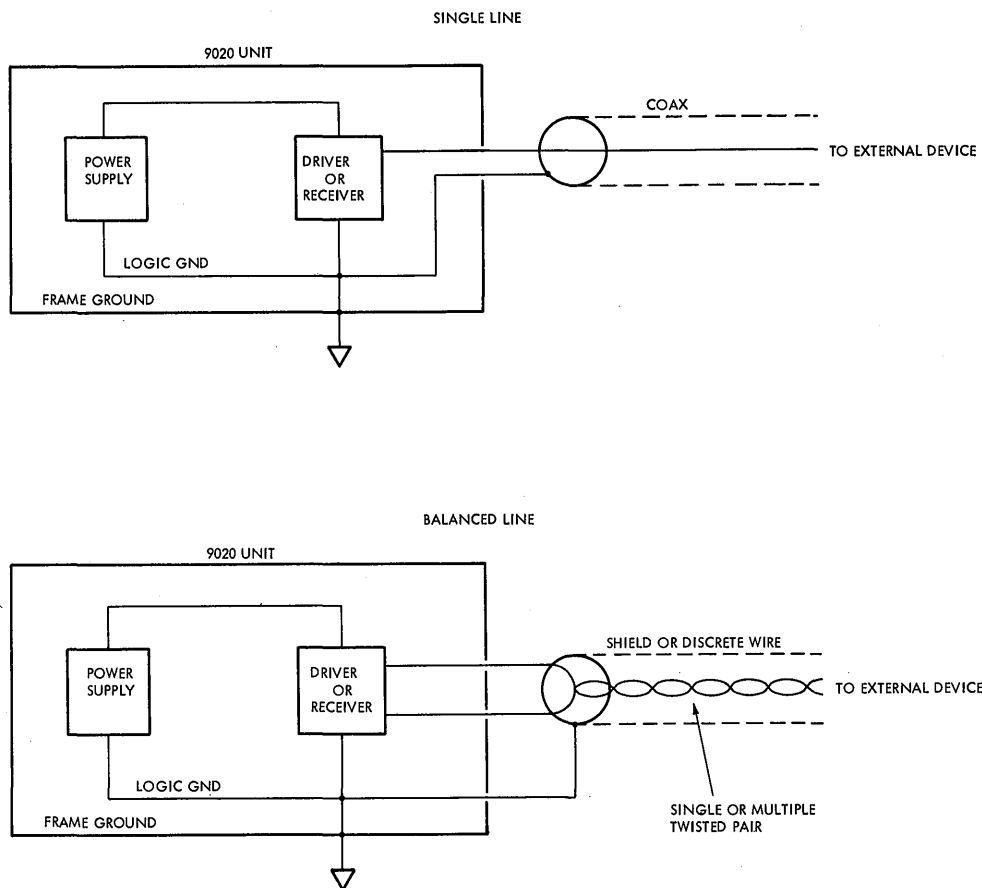 SINGLE LINE
9020 UNIT
COAX
POWER
SUPPLY
DRIVER
OR
RECEIVER
TO EXTERNAL DEVICE
LOGIC GND
FRAME GROUND
BALANCED LINE
9020 UNIT
SHIELD OR DISCRETE WIRE
POWER
SUPPLY
DRIVER
OR
RECEIVER
TO EXTERNAL DEVICE
LOGIC GND
SINGLE OR MULTIPLE
TWISTED PAIR
FRAME GROUND